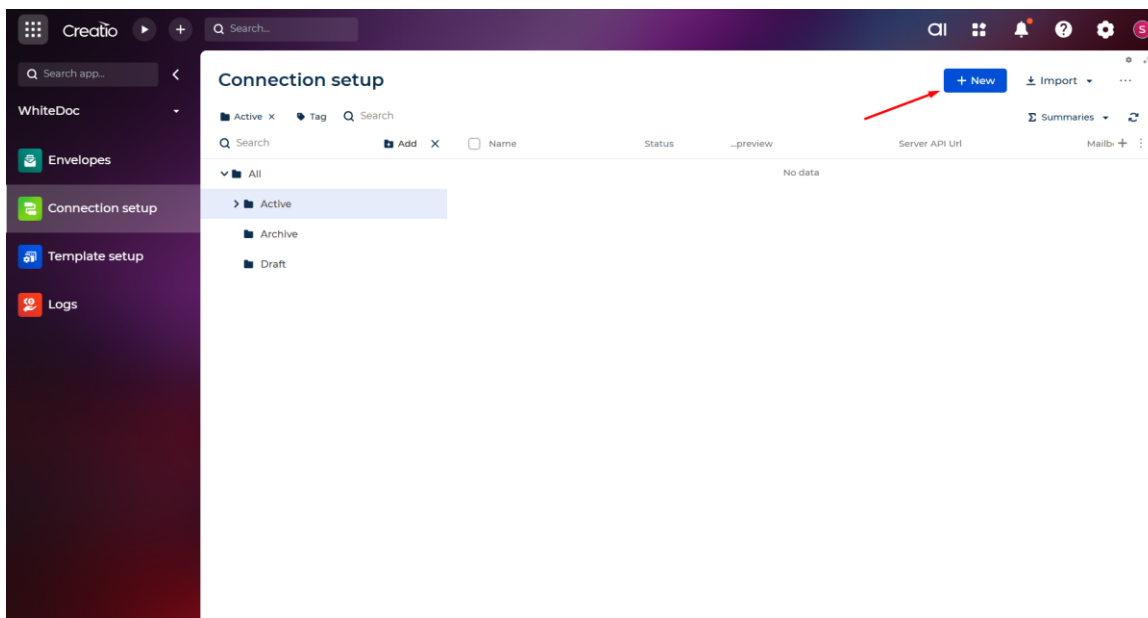 Creatio
Search...
S
Search app...
WhiteDoc
Envelopes
Connection setup
Template setup
Logs
Connection setup
+ New
Import
Active
Tag
Search
Summaries
Search
Add
Name
Status
...preview
Server API Url
Mailb
All
Active
Archive
Draft
No data